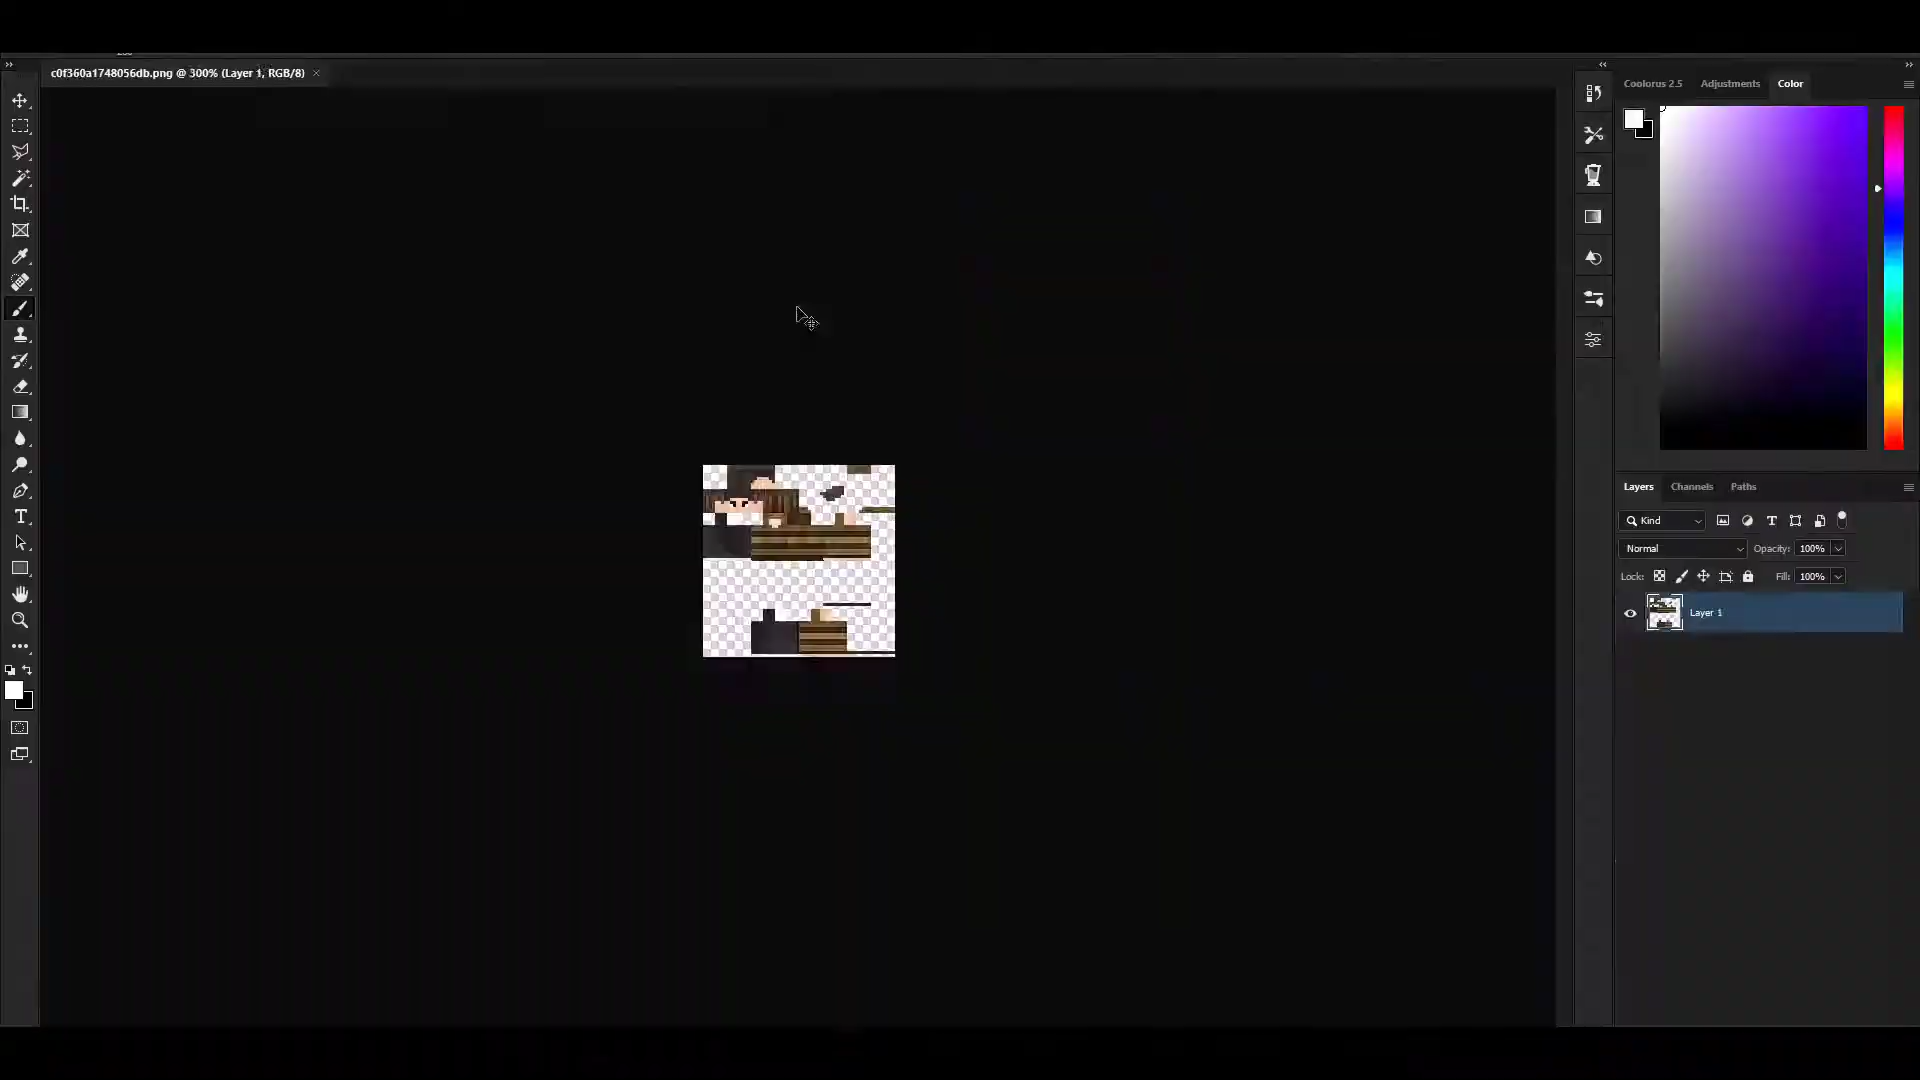 c0f360a1748056db.png @ 300% (Layer 1, RGB/8)
Coolorus 2.5 Adjustments Color
Layers Channels Paths
Kind
Normal Opacity: 100%
Lock: Fill: 100%
Layer 1